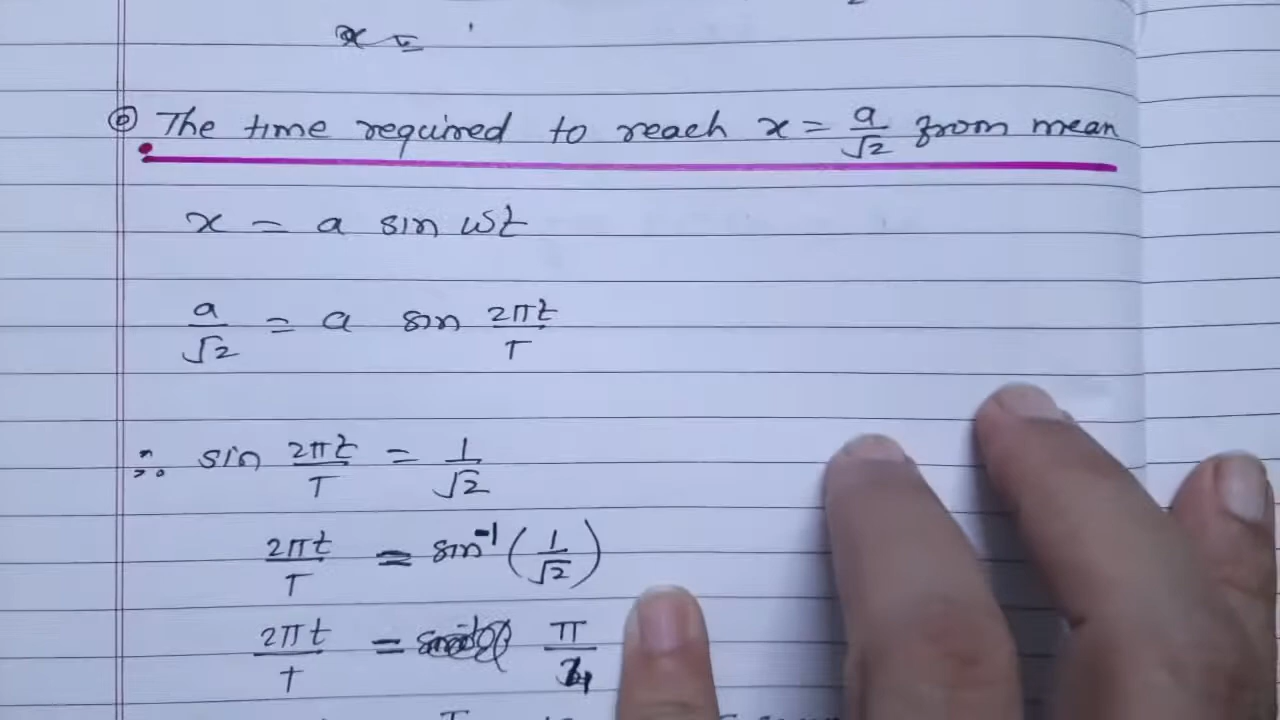 x =
The time required to reach x = a/√2 from mean
x = a sin ωt
a/√2 = a sin 2πt/T
∴ sin 2πt/T = 1/√2
2πt/T = sin⁻¹ (1/√2)
2πt/T = π/4